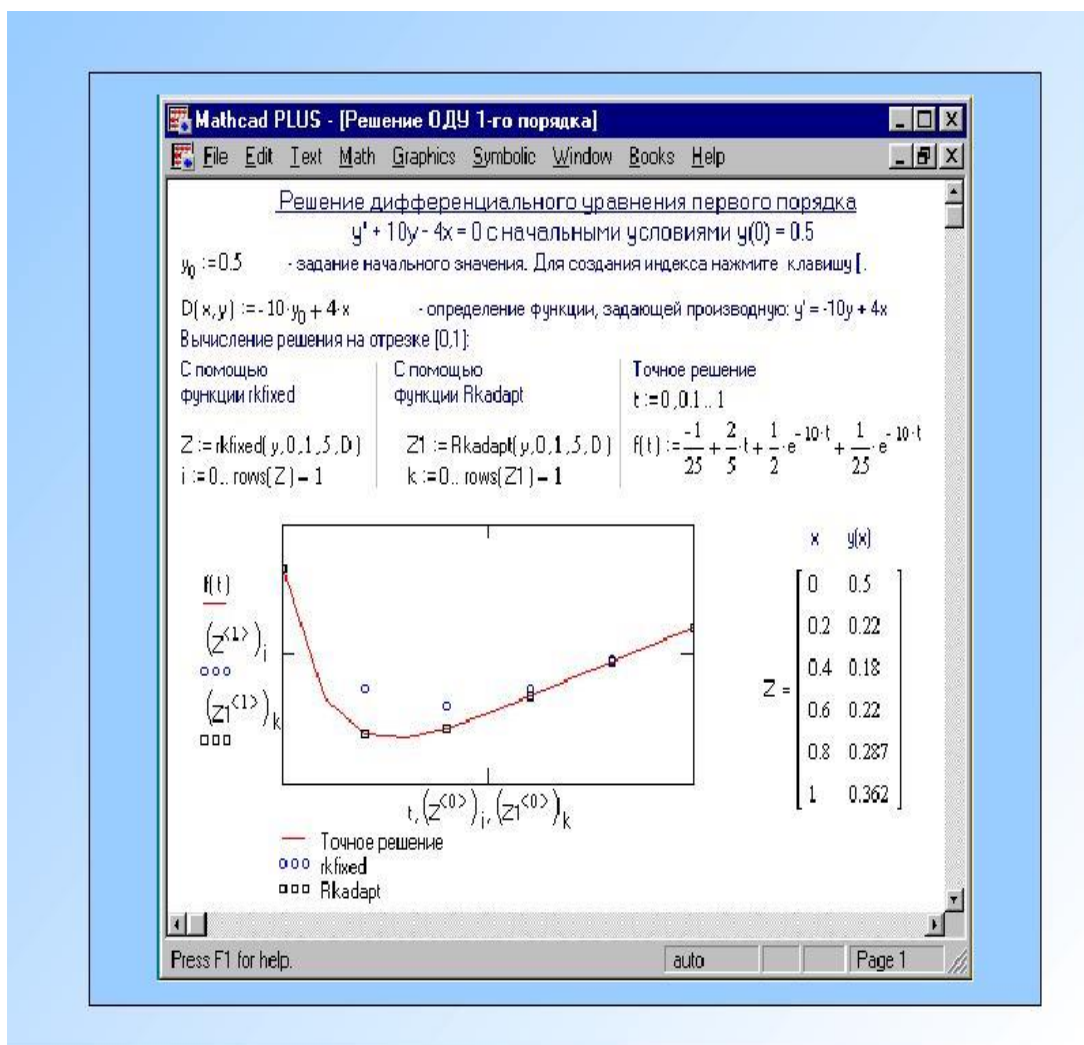 Mathcad PLUS - [Решение ОДУ 1-го порядка]
File Edit Text Math Graphics Symbolic Window Books Help
Решение дифференциального уравнения первого порядка
y' + 10y - 4x = 0 с начальными условиями y(0) = 0.5
y₀ :=0.5 - задание начального значения. Для создания индекса нажмите клавишу [.
D(x,y) :=-10·y₀ + 4·x - определение функции, задающей производную: y' = -10y + 4x
Вычисление решения на отрезке [0,1]:
С помощью
функции rkfixed
Z := rkfixed(y,0,1,5,D)
i :=0.. rows(Z) - 1
С помощью
функции Rkadapt
Z1 := Rkadapt(y,0,1,5,D)
k :=0.. rows(Z1) - 1
Точное решение
t :=0,0.1.. 1
f(t) := -1/25 + 2/5·t + 1/2·e^-10·t + 1/25·e^-10·t
f(t)
(Z^<1>)i
(Z1^<1>)k
t,(Z^<0>)i,(Z1^<0>)k
Точное решение
rkfixed
Rkadapt
x y(x)
0 0.5
0.2 0.22
0.4 0.18
Z =
0.6 0.22
0.8 0.287
1 0.362
Press F1 for help. auto Page 1